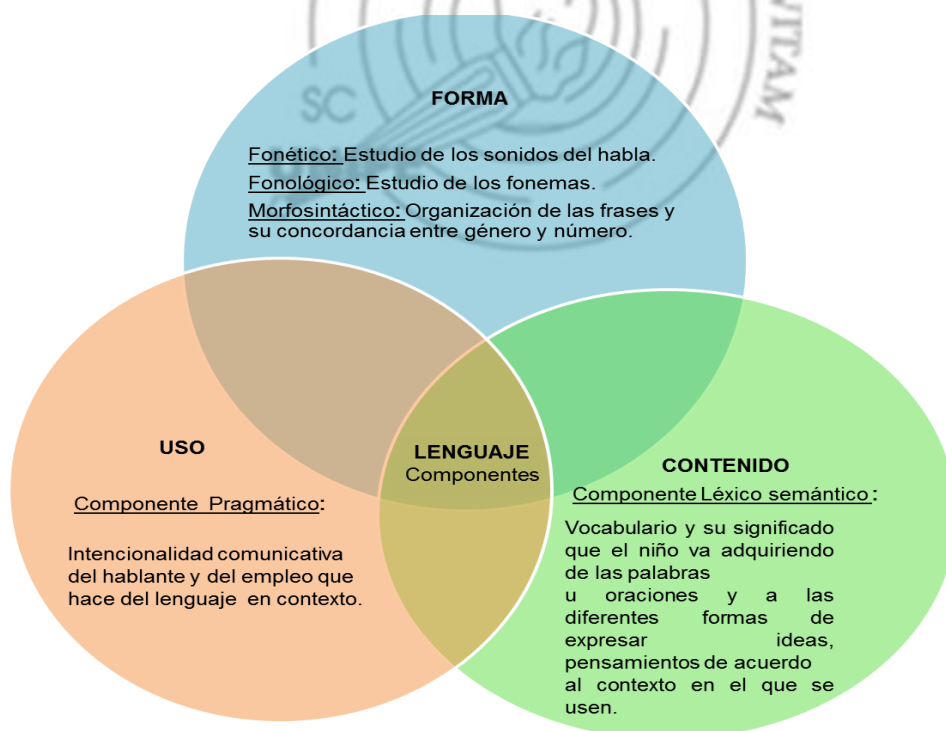 VITAM
SC
FORMA
Fonético: Estudio de los sonidos del habla.
Fonológico: Estudio de los fonemas.
Morfosintáctico: Organización de las frases y
su concordancia entre género y número.
USO
Componente Pragmático:
Intencionalidad comunicativa
del hablante y del empleo que
hace del lenguaje en contexto.
LENGUAJE
Componentes
CONTENIDO
Componente Léxico semántico :
Vocabulario y su significado
que el niño va adquiriendo
de las palabras
u oraciones y a las
diferentes formas de
expresar ideas,
pensamientos de acuerdo
al contexto en el que se
usen.